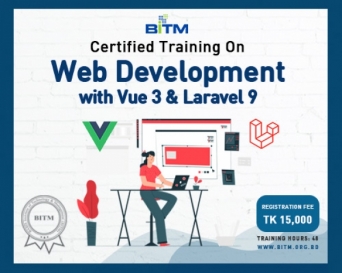 BITM
Certified Training On
Web Development
with Vue 3 & Laravel 9
BITM
REGISTRATION FEE
TK 15,000
TRAINING HOURS: 48
WWW.BITM.ORG.BD